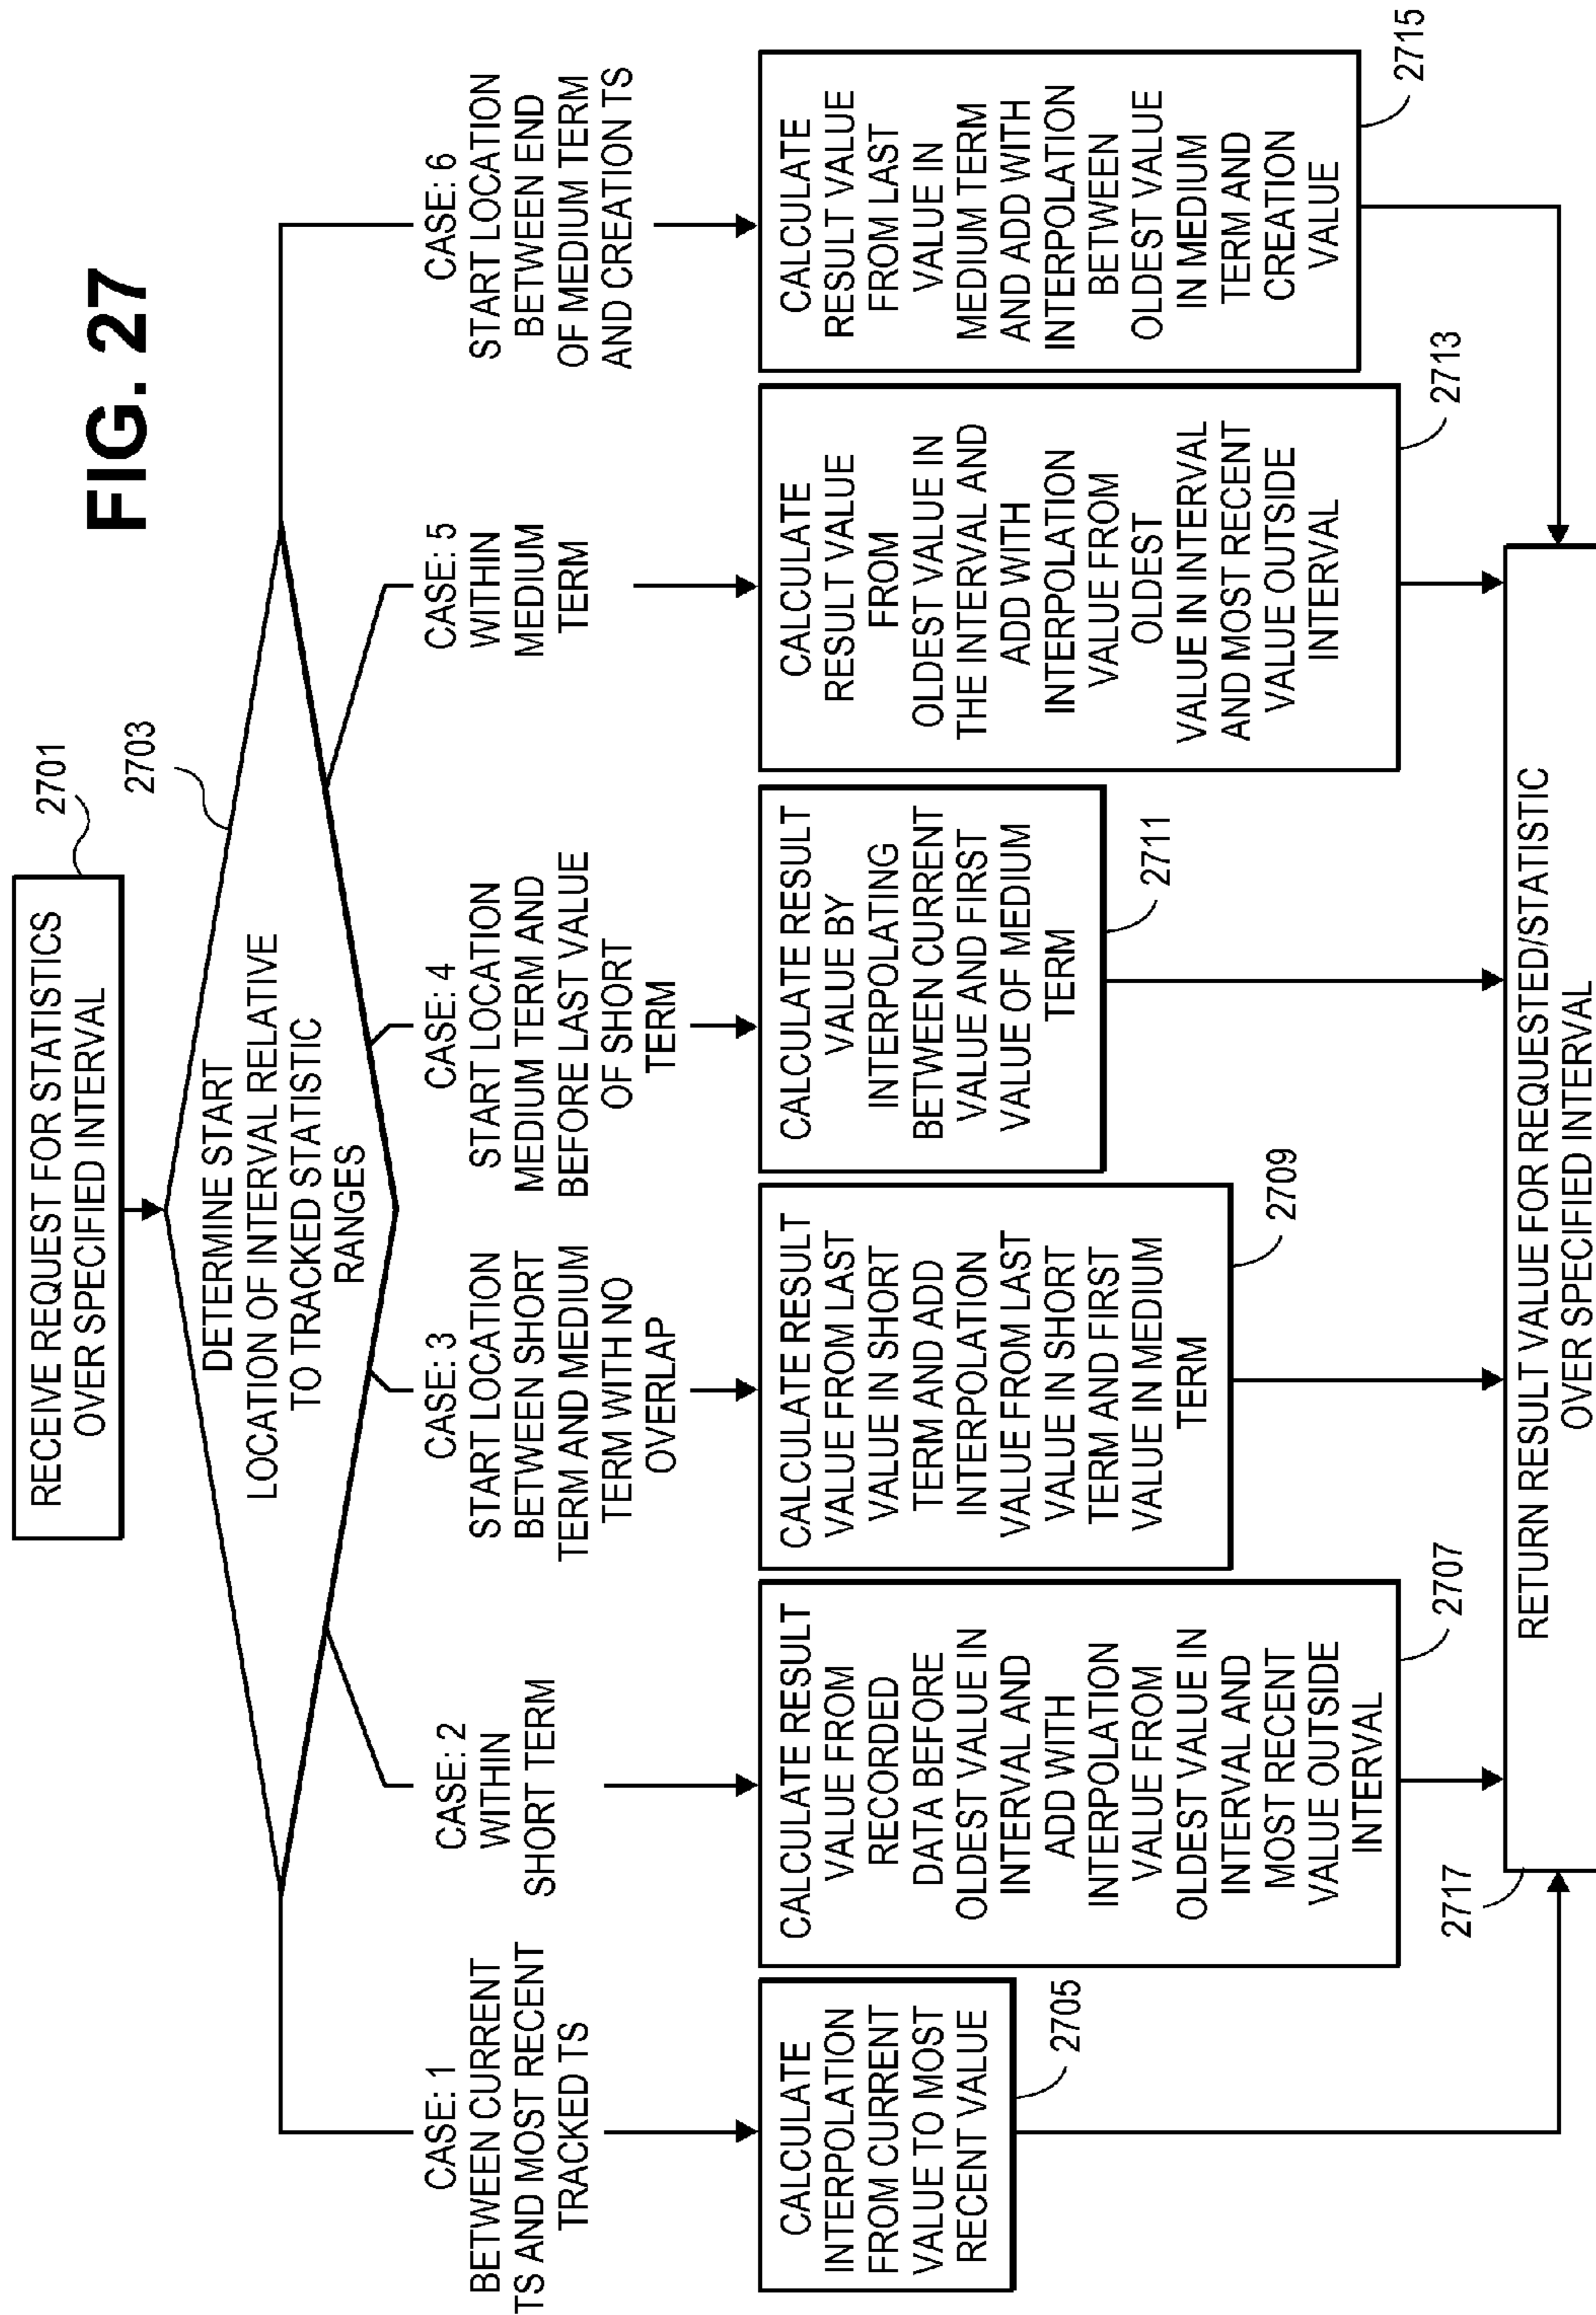 FIG. 27
RECEIVE REQUEST FOR STATISTICS
OVER SPECIFIED INTERVAL
2701
DETERMINE START
LOCATION OF INTERVAL RELATIVE
TO TRACKED STATISTIC
RANGES
2703
CASE: 1
BETWEEN CURRENT
TS AND MOST RECENT
TRACKED TS
CALCULATE
INTERPOLATION
FROM CURRENT
VALUE TO MOST
RECENT VALUE
2705
CASE: 2
WITHIN
SHORT TERM
CALCULATE RESULT
VALUE FROM
RECORDED
DATA BEFORE
OLDEST VALUE IN
INTERVAL AND
ADD WITH
INTERPOLATION
VALUE FROM
OLDEST VALUE IN
INTERVAL AND
MOST RECENT
VALUE OUTSIDE
INTERVAL
2707
CASE: 3
START LOCATION
BETWEEN SHORT
TERM AND MEDIUM
TERM WITH NO
OVERLAP
CALCULATE RESULT
VALUE FROM LAST
VALUE IN SHORT
TERM AND ADD
INTERPOLATION
VALUE FROM LAST
VALUE IN SHORT
TERM AND FIRST
VALUE IN MEDIUM
TERM
2709
CASE: 4
START LOCATION
MEDIUM TERM AND
BEFORE LAST VALUE
OF SHORT
TERM
CALCULATE RESULT
VALUE BY
INTERPOLATING
BETWEEN CURRENT
VALUE AND FIRST
VALUE OF MEDIUM
TERM
2711
CASE: 5
WITHIN
MEDIUM
TERM
CALCULATE
RESULT VALUE
FROM
OLDEST VALUE IN
THE INTERVAL AND
ADD WITH
INTERPOLATION
VALUE FROM
OLDEST
VALUE IN INTERVAL
AND MOST RECENT
VALUE OUTSIDE
INTERVAL
2713
CASE: 6
START LOCATION
BETWEEN END
OF MEDIUM TERM
AND CREATION TS
CALCULATE
RESULT VALUE
FROM LAST
VALUE IN
MEDIUM TERM
AND ADD WITH
INTERPOLATION
BETWEEN
OLDEST VALUE
IN MEDIUM
TERM AND
CREATION
VALUE
2715
2717
RETURN RESULT VALUE FOR REQUESTED/STATISTIC
OVER SPECIFIED INTERVAL